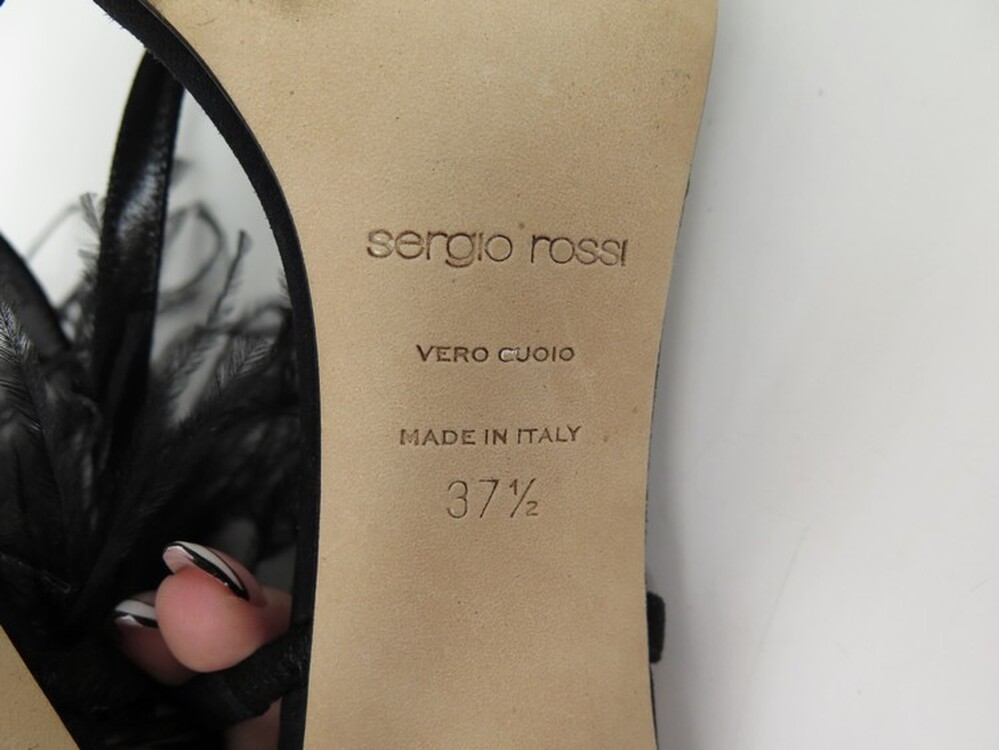 sergio rossi
VERO CUOIO
MADE IN ITALY
37½